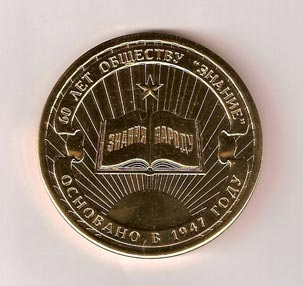 60 ЛЕТ ОБЩЕСТВУ "ЗНАНИЕ"
ЗНАНИЯ НАРОДУ
ОСНОВАНО В 1947 ГОДУ